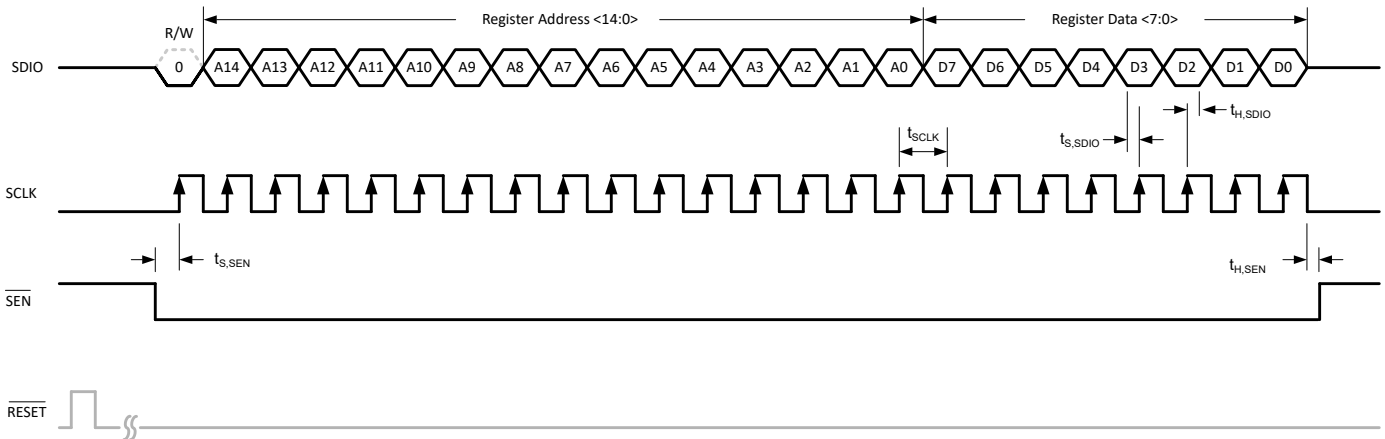 Register Address <14:0> Register Data <7:0>
R/W
SDIO 0 A14 A13 A12 A11 A10 A9 A8 A7 A6 A5 A4 A3 A2 A1 A0 D7 D6 D5 D4 D3 D2 D1 D0
tH,SDIO
tSCLK tS,SDIO
SCLK
tS,SEN tH,SEN
SEN
RESET